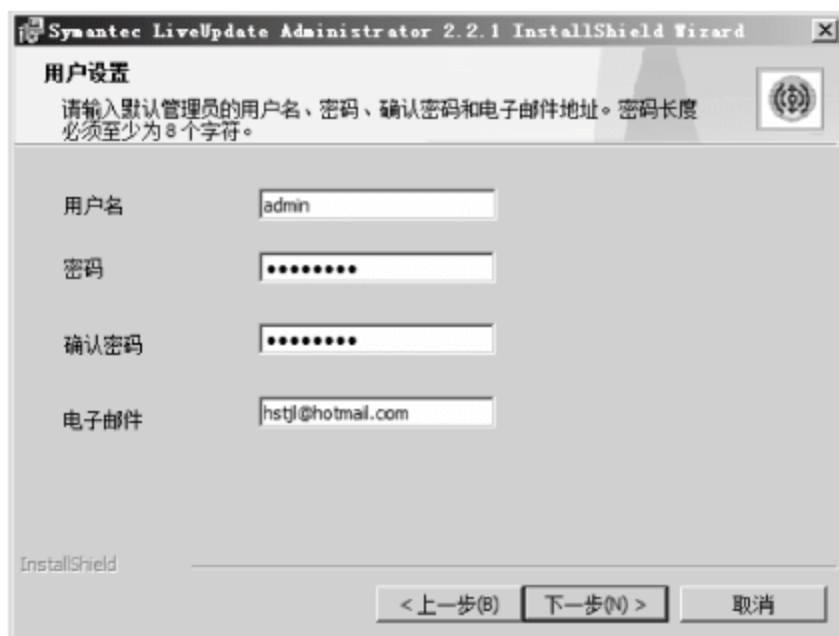 Symantec LiveUpdate Administrator 2.2.1 InstallShield Wizard
用户设置
请输入默认管理员的用户名、密码、确认密码和电子邮件地址。密码长度
必须至少为8个字符。
用户名 admin
密码 ••••••••
确认密码 ••••••••
电子邮件 hstjl@hotmail.com
InstallShield
<上一步(B) 下一步(N) > 取消